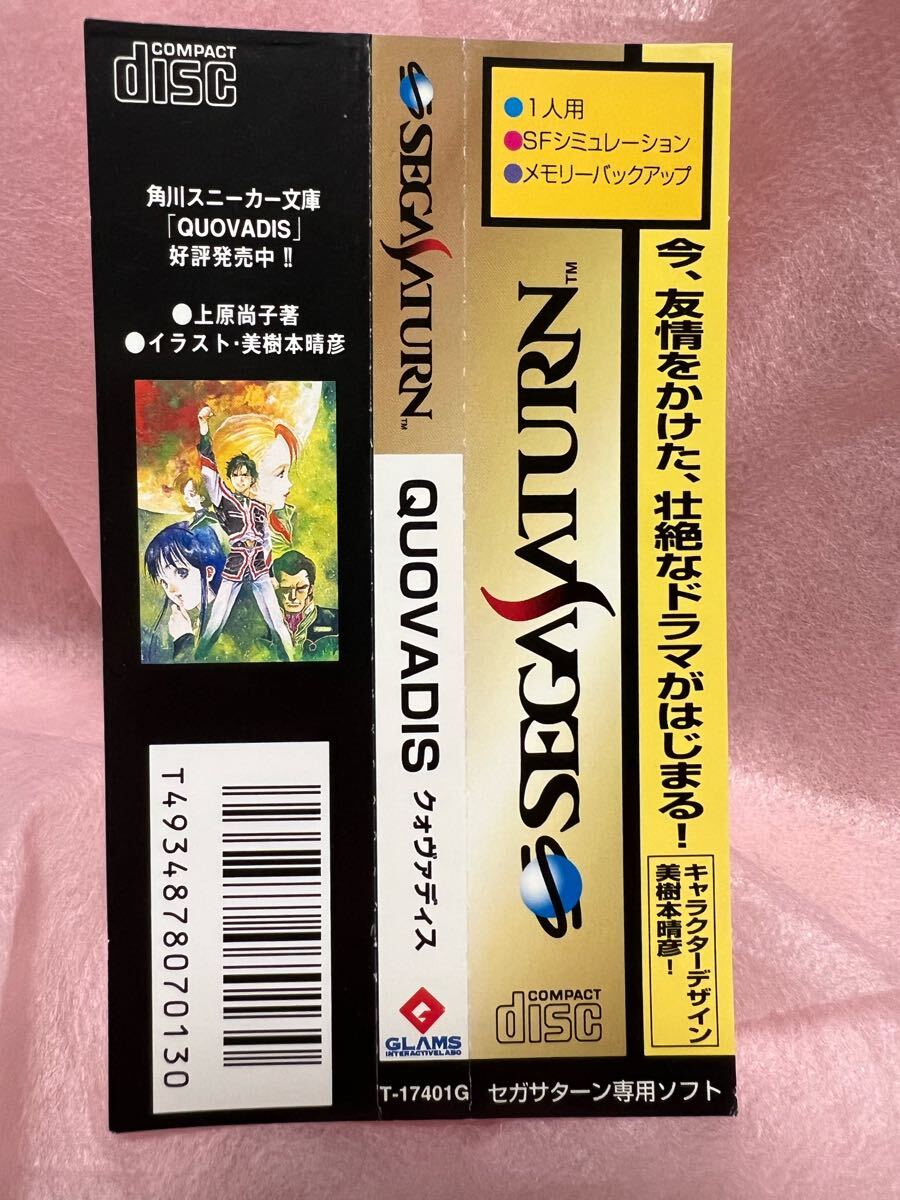 COMPACT
disc
角川スニーカー文庫
「QUOVADIS」
好評発売中!!
●上原尚子著
●イラスト・美樹本晴彦
T4934878070130
SEGA SATURN™
QUOVADIS クォヴァディス
GLAMS
INTERACTIVE LABO
T-17401G
●1人用
●SFシミュレーション
●メモリーバックアップ
SEGA SATURN™
COMPACT
disc
セガサターン専用ソフト
今、友情をかけた、壮絶なドラマがはじまる!
キャラクターデザイン
美樹本晴彦!